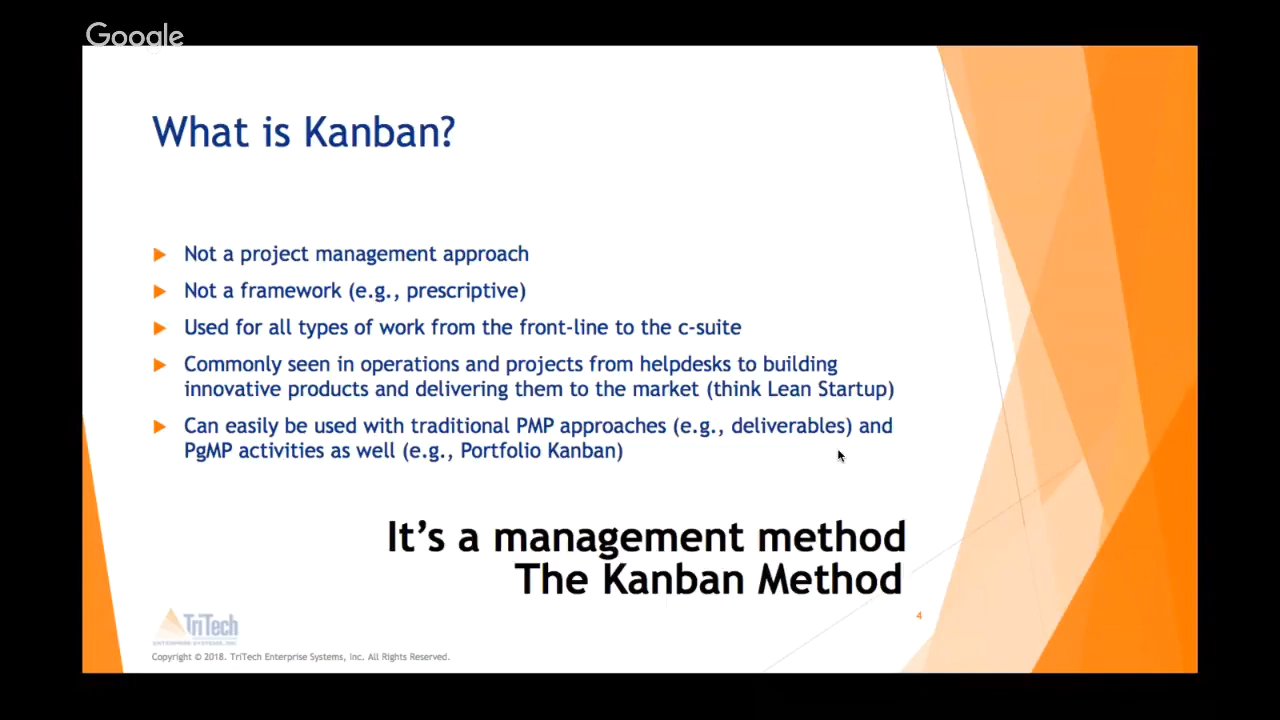 Google
What is Kanban?
Not a project management approach
Not a framework (e.g., prescriptive)
Used for all types of work from the front-line to the c-suite
Commonly seen in operations and projects from helpdesks to building
innovative products and delivering them to the market (think Lean Startup)
Can easily be used with traditional PMP approaches (e.g., deliverables) and
PgMP activities as well (e.g., Portfolio Kanban)
It's a management method
The Kanban Method
4
TriTech
ENTERPRISE SYSTEMS, INC.
Copyright © 2018. TriTech Enterprise Systems, Inc. All Rights Reserved.